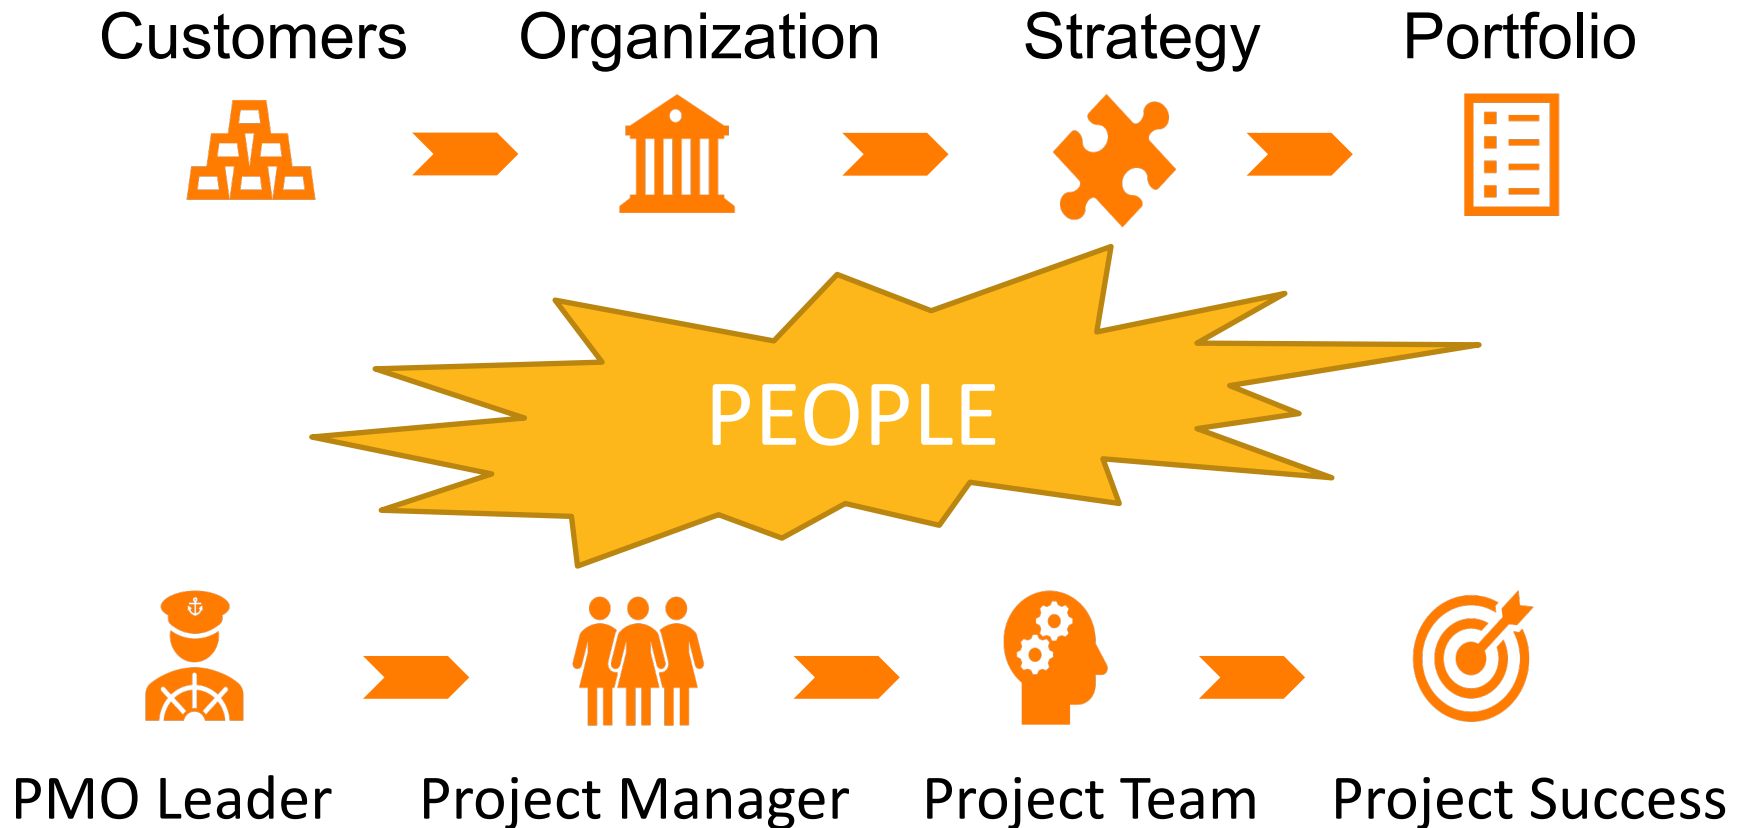 Customers Organization Strategy Portfolio
PEOPLE
PMO Leader Project Manager Project Team Project Success